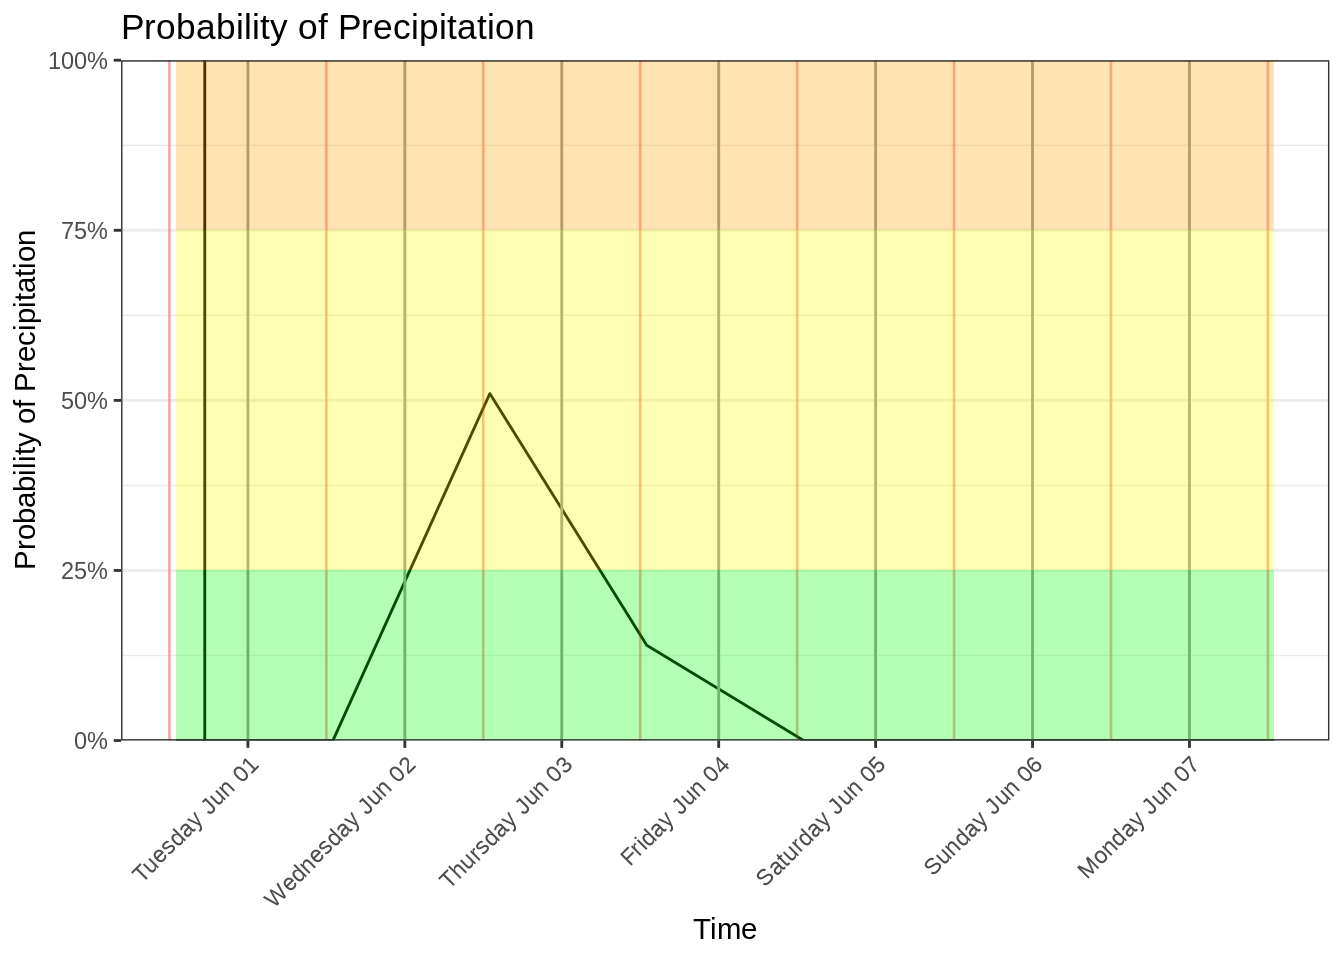 Probability of Precipitation
100%
75%
50%
25%
0%
Probability of Precipitation
Tuesday Jun 01
Wednesday Jun 02
Thursday Jun 03
Friday Jun 04
Saturday Jun 05
Sunday Jun 06
Monday Jun 07
Time